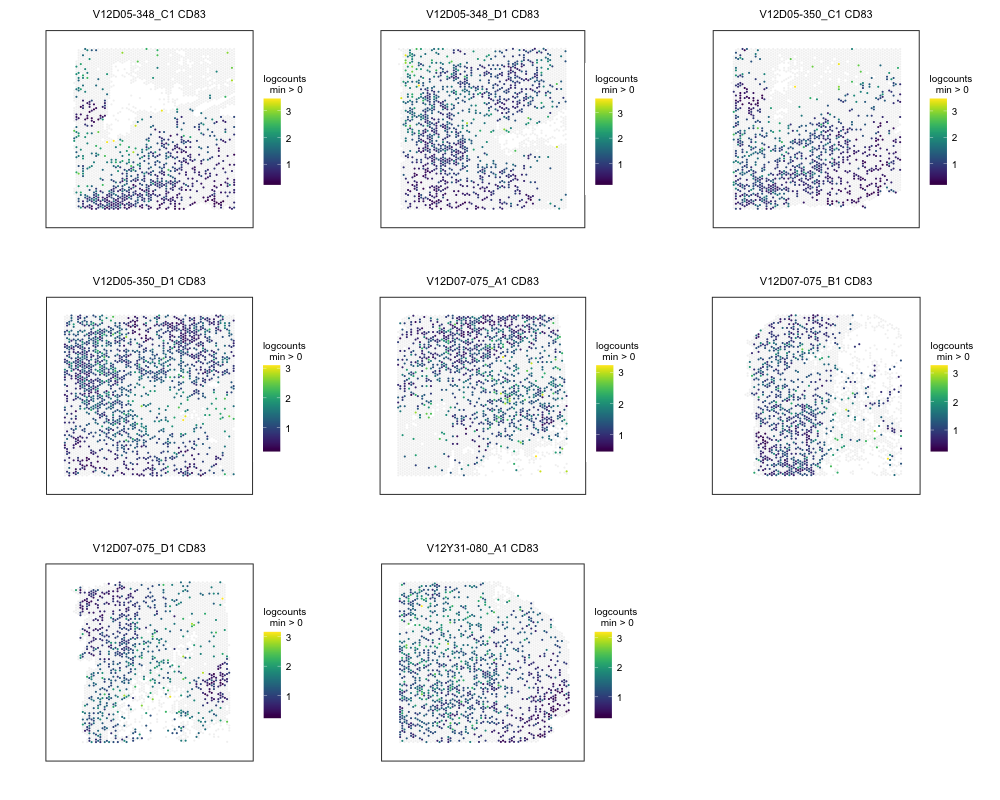 V12D05-348_C1 CD83
logcounts
min > 0
3
2
1
V12D05-348_D1 CD83
logcounts
min > 0
3
2
1
V12D05-350_C1 CD83
logcounts
min > 0
3
2
1
V12D05-350_D1 CD83
logcounts
min > 0
3
2
1
V12D07-075_A1 CD83
logcounts
min > 0
3
2
1
V12D07-075_B1 CD83
logcounts
min > 0
3
2
1
V12D07-075_D1 CD83
logcounts
min > 0
3
2
1
V12Y31-080_A1 CD83
logcounts
min > 0
3
2
1